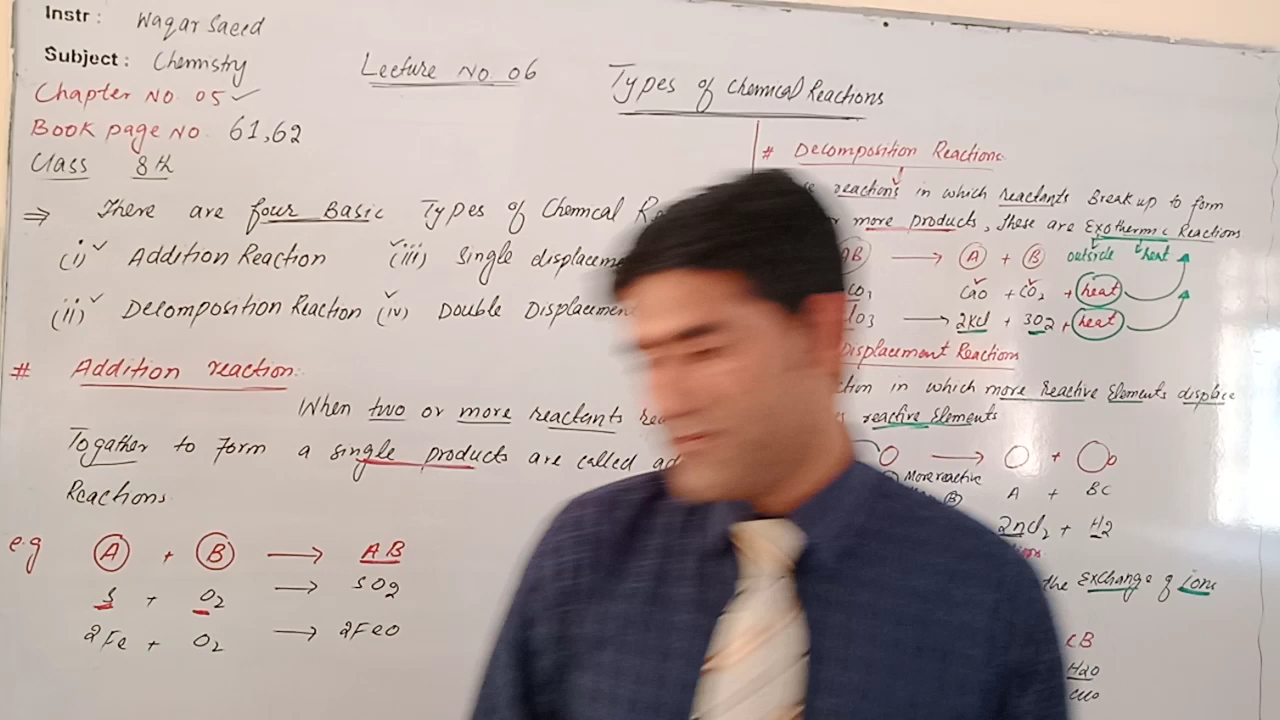 Instr : Waqar Saeed
Subject : Chemistry
Lecture No. 06
Types of Chemical Reactions
Chapter NO. 05 ✓
Book page No. 61,62
Class 8th
⇒ There are four Basic Types of Chemical
(i) ✓ Addition Reaction
✓(iii) Single displaceme
(ii) ✓ Decomposition Reaction
✓(iv) Double Displacemen
# Addition reaction:
When two or more reactants
Together to form a single products are called
Reactions.
e.g A + B → AB
S + O2 → SO2
2Fe + O2 → 2FeO
# Decomposition Reactions.
reactions in which reactants Break up to form
more products, These are Exothermic Reactions
AB → A + B outside heat
CaO + CO2 + heat
→ 2KCl + 3O2 + heat
Displacement Reactions
in which more Reactive Elements displace
reactive Elements
→ +
More reactive
B
A + BC
H2
the Exchange of ions
CB
H2O